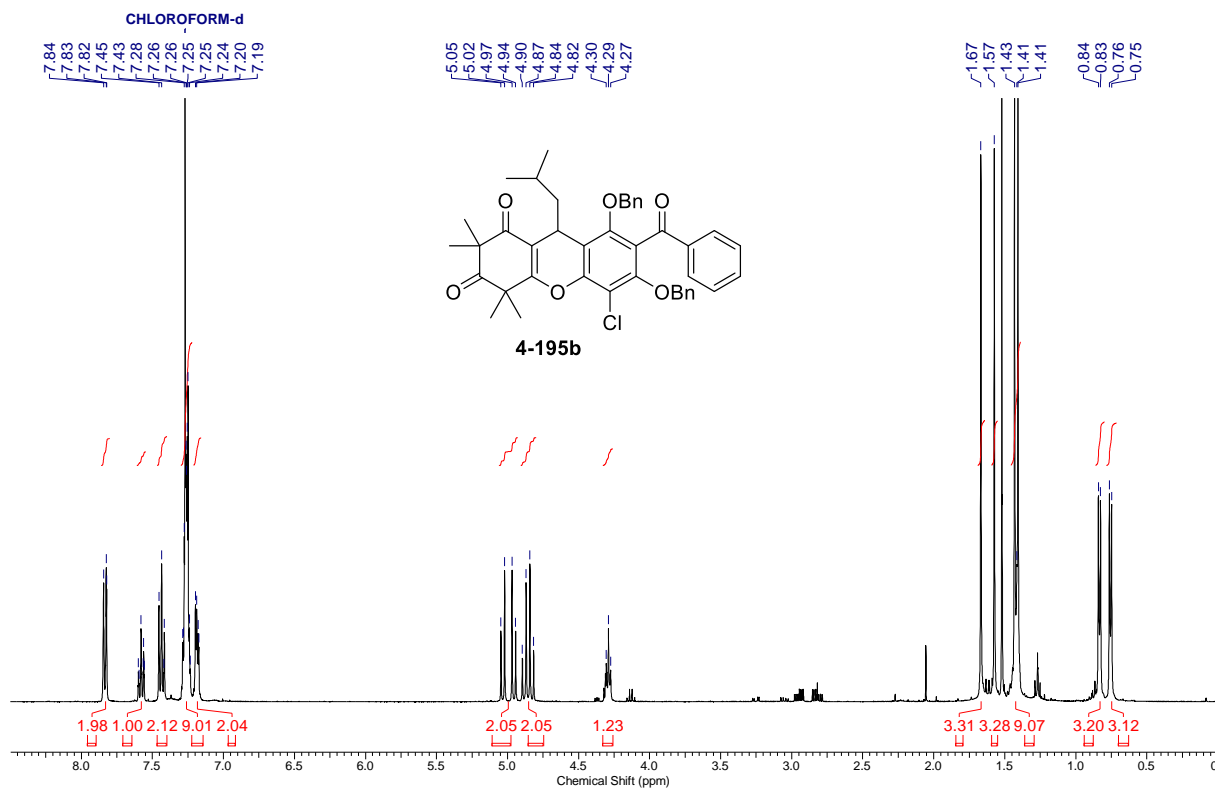 CHLOROFORM-d
7.84 7.83 7.82 7.45 7.43 7.28 7.26 7.26 7.25 7.25 7.24 7.20 7.19 5.05 5.02 4.97 4.94 4.90 4.87 4.84 4.82 4.30 4.29 4.27 1.67 1.57 1.43 1.41 1.41 0.84 0.83 0.76 0.75
O OBn O
O O OBn
Cl
4-195b
1.98 1.00 2.12 9.01 2.04 2.05 2.05 1.23 3.31 3.28 9.07 3.20 3.12
8.0 7.5 7.0 6.5 6.0 5.5 5.0 4.5 4.0 3.5 3.0 2.5 2.0 1.5 1.0 0.5 0
Chemical Shift (ppm)